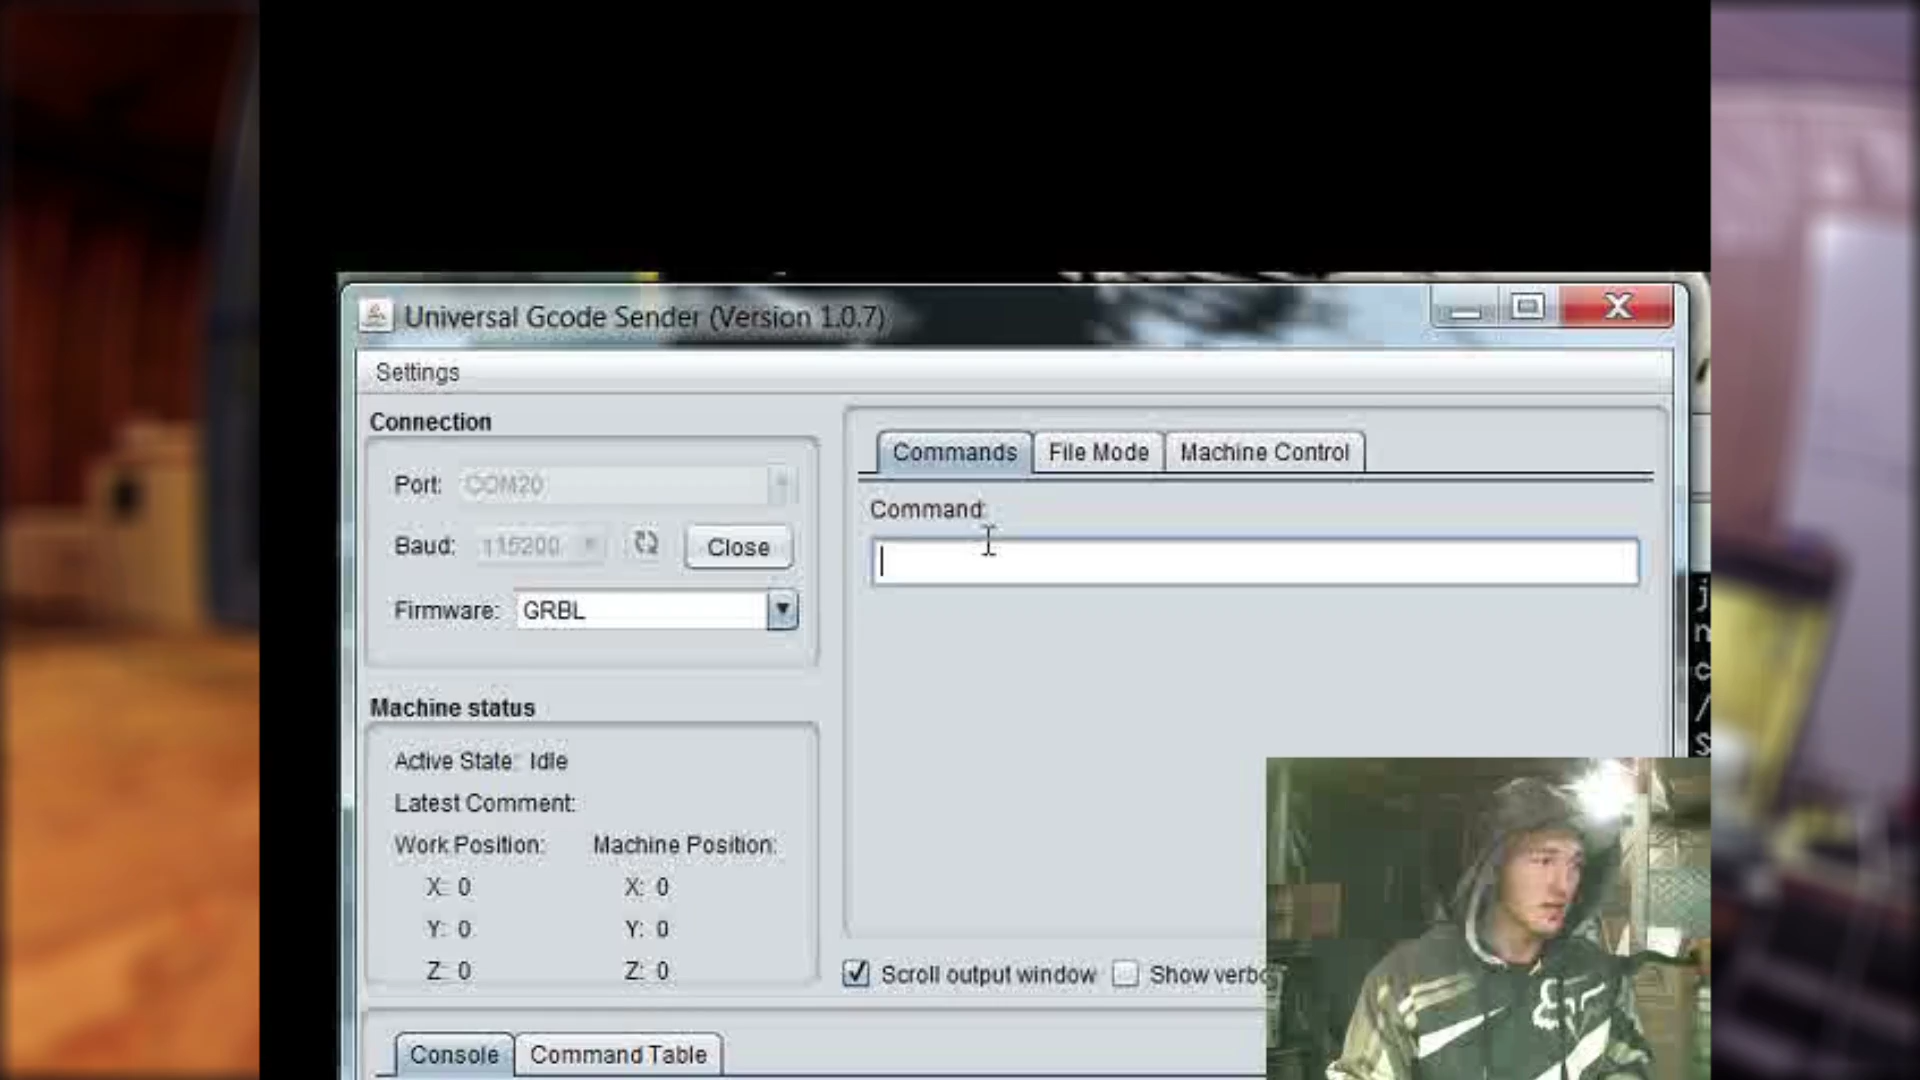 Universal Gcode Sender (Version 1.0.7)
Settings
Connection
Port: COM20
Baud: 115200 Close
Firmware: GRBL
Commands File Mode Machine Control
Command:
Machine status
Active State: Idle
Latest Comment:
Work Position: Machine Position:
X: 0 X: 0
Y: 0 Y: 0
Z: 0 Z: 0
Scroll output window Show verbo
Console Command Table